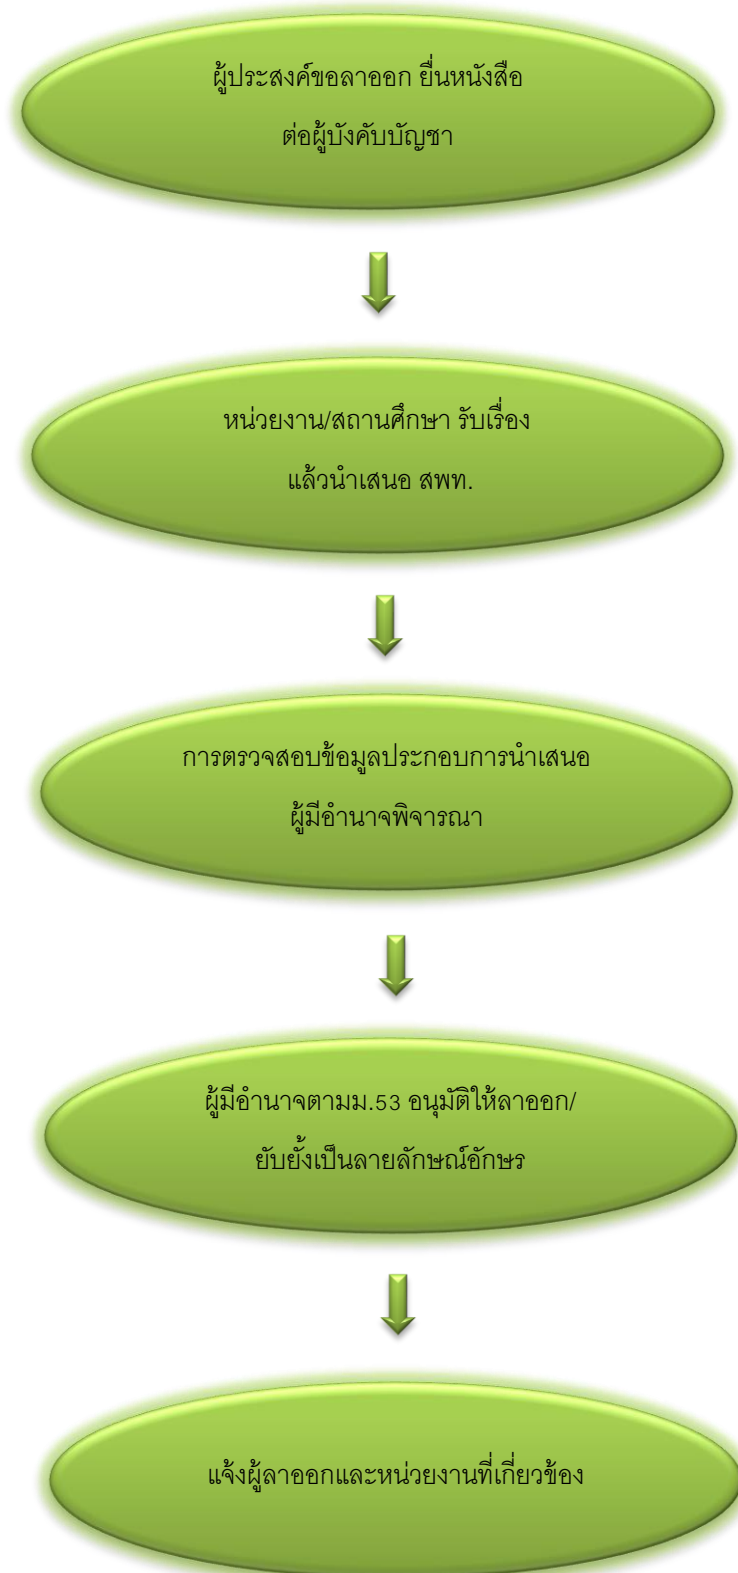 ผู้ประสงค์ขอลาออก ยื่นหนังสือ
ต่อผู้บังคับบัญชา
หน่วยงาน/สถานศึกษา รับเรื่อง
แล้วนำเสนอ สพท.
การตรวจสอบข้อมูลประกอบการนำเสนอ
ผู้มีอำนาจพิจารณา
ผู้มีอำนาจตามม.53 อนุมัติให้ลาออก/
ยับยั้งเป็นลายลักษณ์อักษร
แจ้งผู้ลาออกและหน่วยงานที่เกี่ยวข้อง